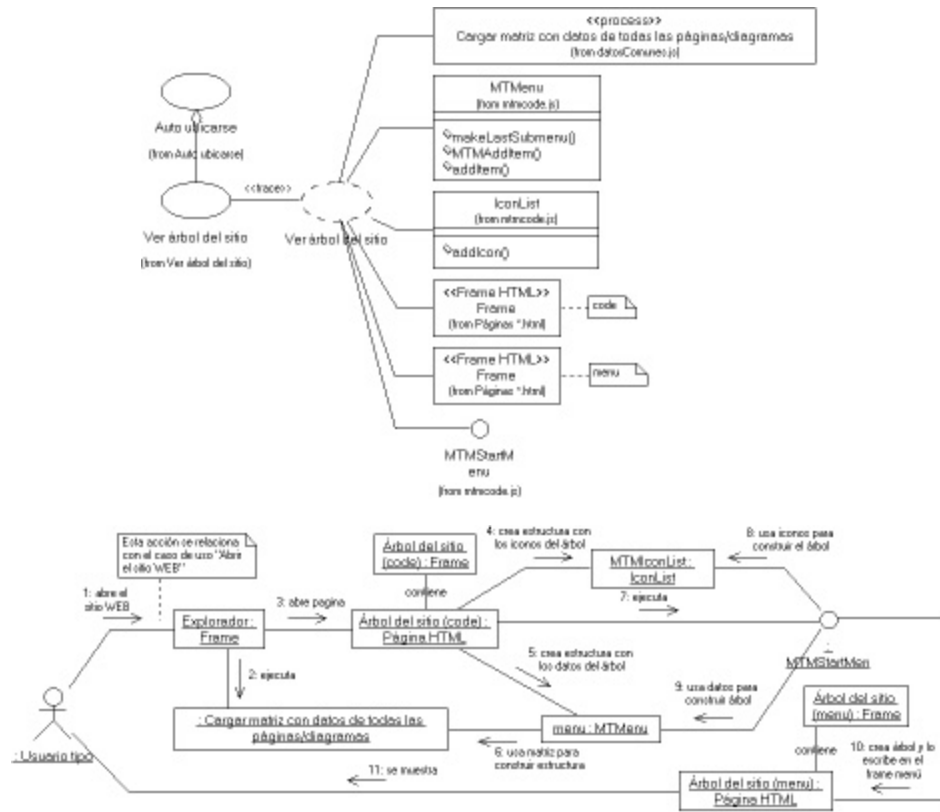 <<process>>
Cargar matriz con datos de todas las páginas/diagramas
(from datosComunes.js)
MTMenu
(from mtmcode.js)
makeLastSubmenu()
MTMAddItem()
addItem()
Auto ubicarse
(from Auto ubicarse)
<<trace>>
Ver árbol del sitio
(from Ver árbol del sitio)
Ver árbol del sitio
IconList
(from mtmcode.js)
addIcon()
<<Frame HTML>>
Frame
(from Páginas *.html)
code
<<Frame HTML>>
Frame
(from Páginas *.html)
menu
MTMStartM
enu
(from mtmcode.js)
Esta acción se relaciona
con el caso de uso "Abrir
el sitio WEB"
1: abre el
sitio WEB
Explorador :
Frame
2: ejecuta
3: abre pagina
Árbol del sitio
(code) : Frame
contiene
Árbol del sitio (code) :
Página HTML
4: crea estructura con
los iconos del árbol
MTMIconList :
IconList
8: usa iconos para
construir el árbol
7: ejecuta
:
MTMStartMen
5: crea estructura con
los datos del árbol
9: usa datos para
construir árbol
: Cargar matriz con datos de todas las
páginas/diagramas
menu : MTMenu
6: usa matriz para
construir estructura
: Usuario tipo
Árbol del sitio
(menu) : Frame
contiene
10: crea árbol y lo
escribe en el
frame menú
11: se muestra
Árbol del sitio (menu) :
Página HTML